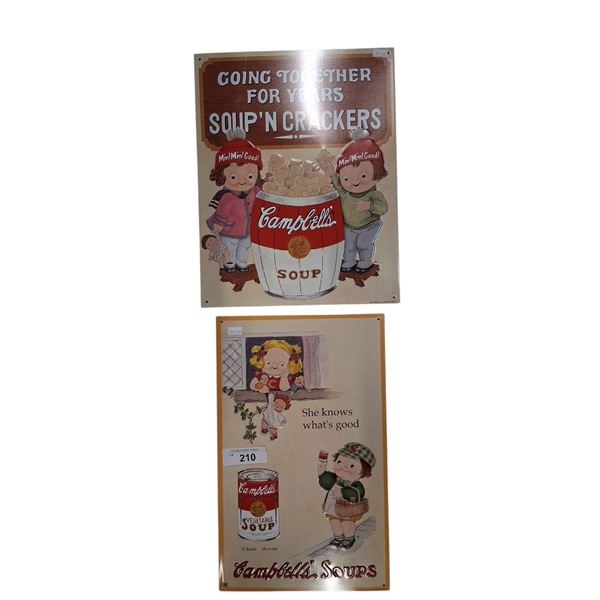 GOING TOGETHER
FOR YEARS
SOUP'N CRACKERS
Mm! Mm! Good!
Mm! Mm! Good!
Campbell's
SOUP
She knows
what's good
210
Campbell's
VEGETABLE
SOUP
Campbell's SOUPS